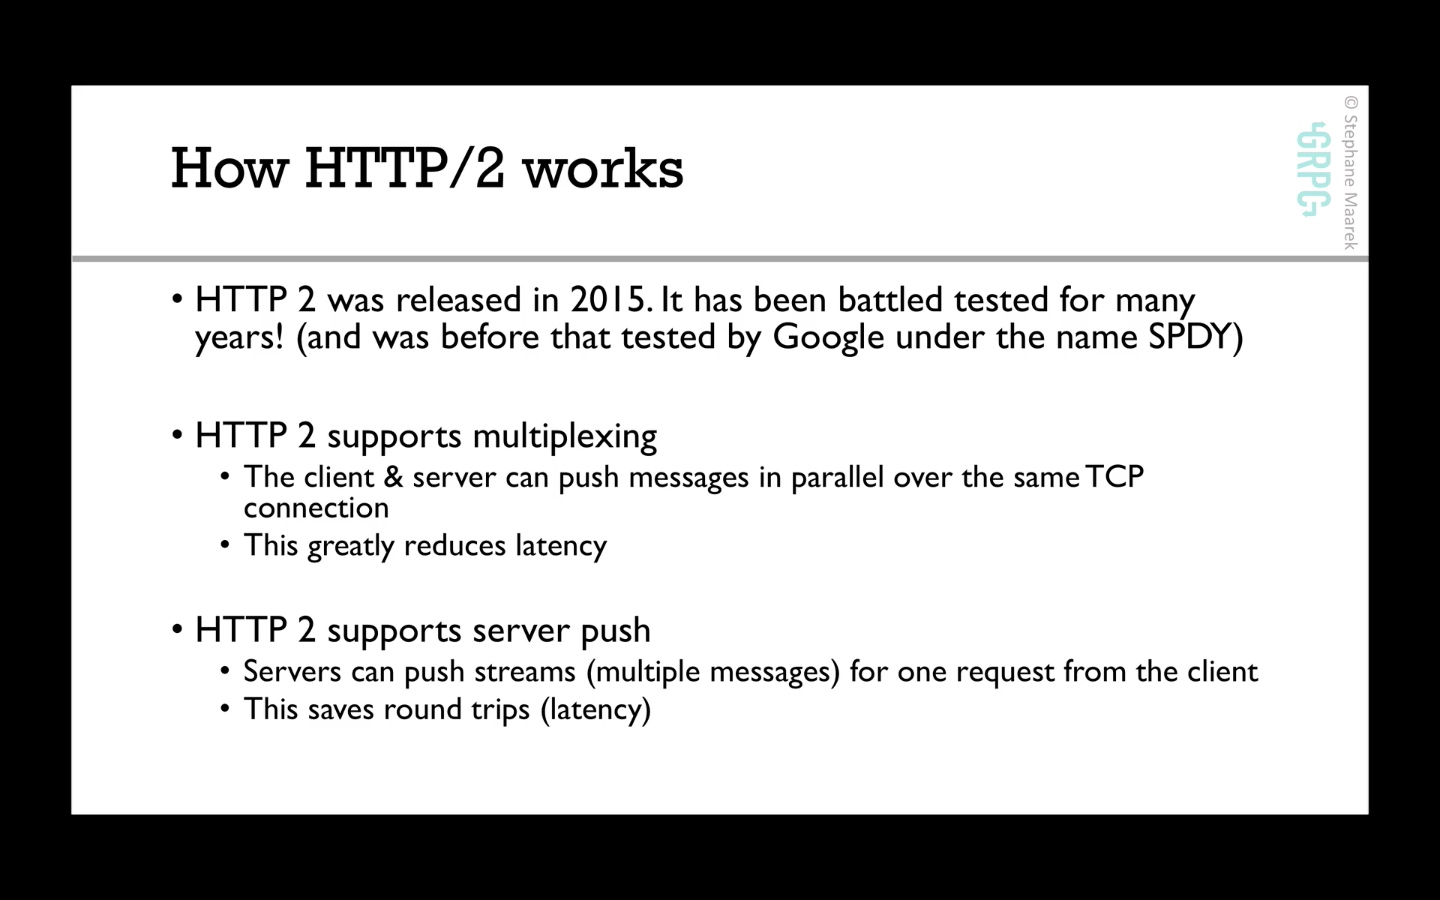 How HTTP/2 works
© Stephane Maarek
GRPC
• HTTP 2 was released in 2015. It has been battled tested for many
years! (and was before that tested by Google under the name SPDY)
• HTTP 2 supports multiplexing
• The client & server can push messages in parallel over the same TCP
connection
• This greatly reduces latency
• HTTP 2 supports server push
• Servers can push streams (multiple messages) for one request from the client
• This saves round trips (latency)